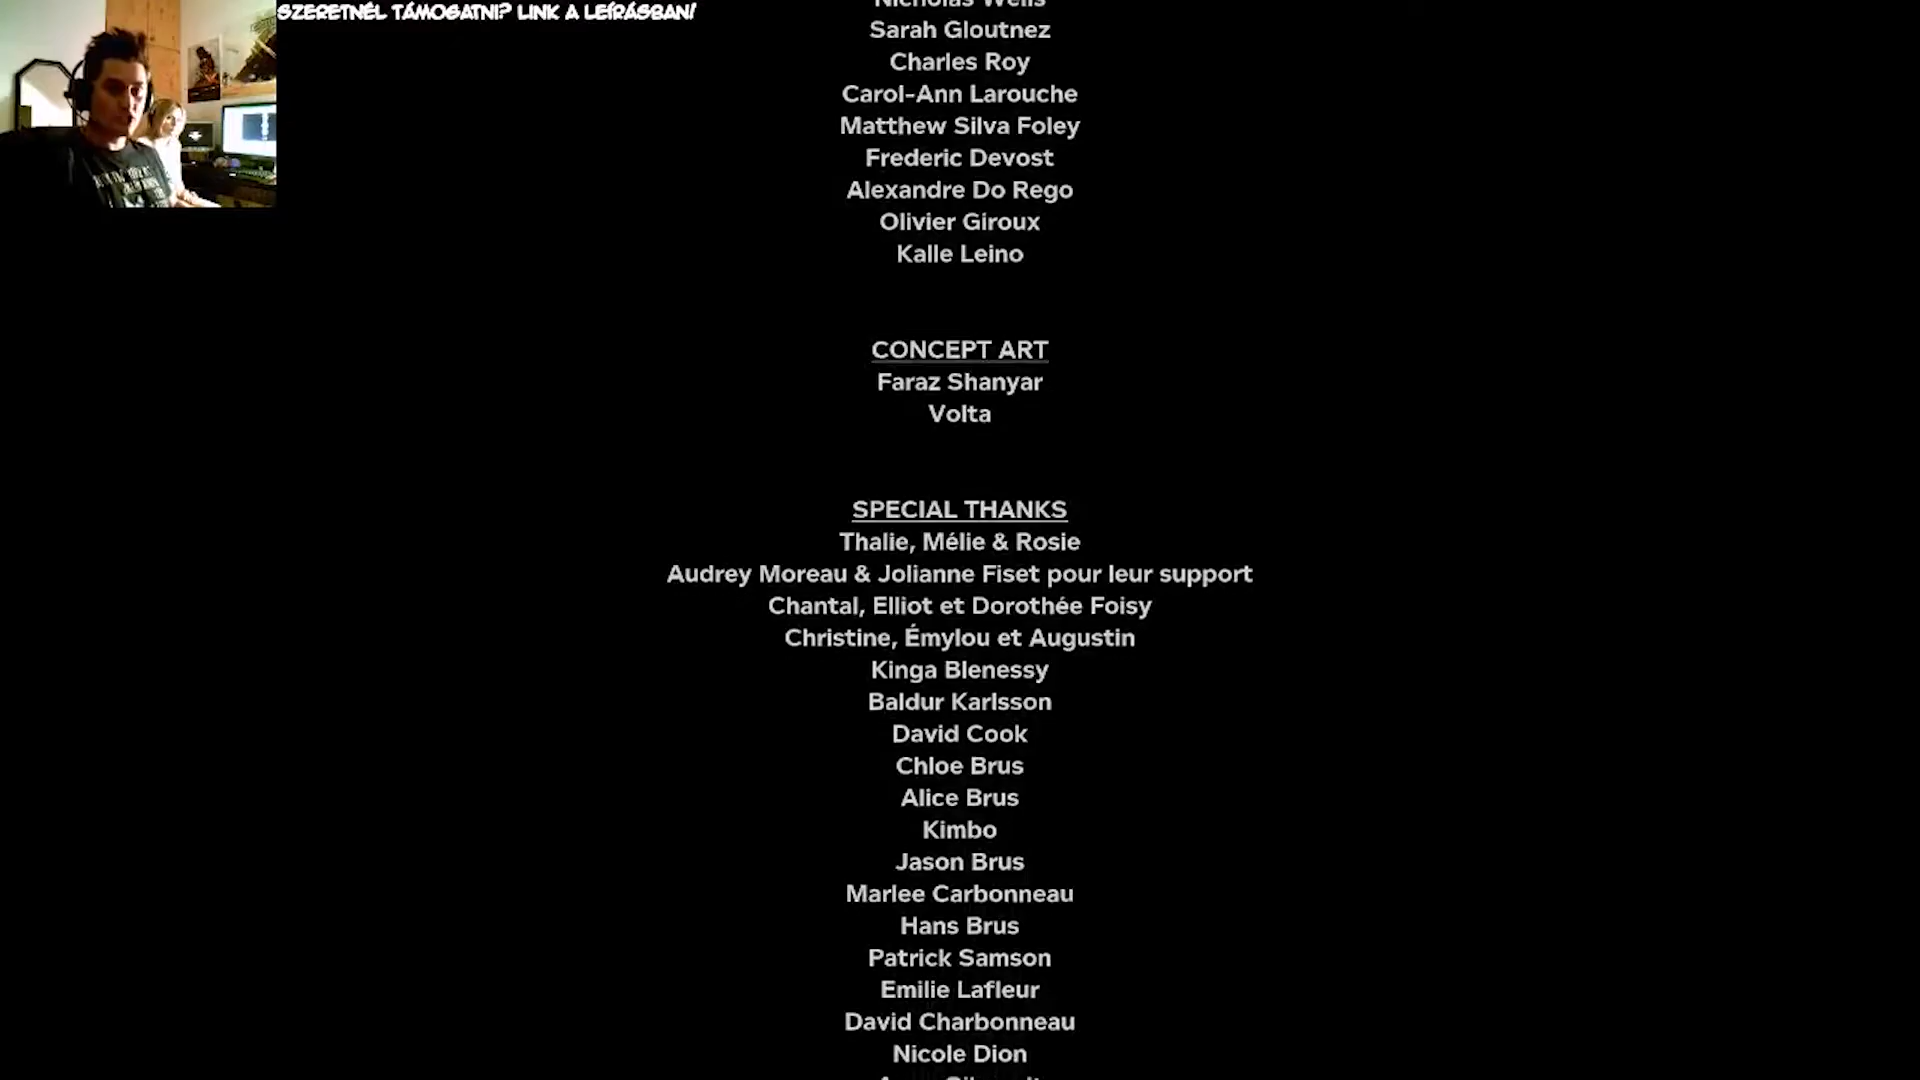 SZERETNÉL TÁMOGATNI? LINK A LEÍRÁSBAN!
Nicholas Wells
Sarah Gloutnez
Charles Roy
Carol-Ann Larouche
Matthew Silva Foley
Frederic Devost
Alexandre Do Rego
Olivier Giroux
Kalle Leino
CONCEPT ART
Faraz Shanyar
Volta
SPECIAL THANKS
Thalie, Mélie & Rosie
Audrey Moreau & Jolianne Fiset pour leur support
Chantal, Elliot et Dorothée Foisy
Christine, Émylou et Augustin
Kinga Blenessy
Baldur Karlsson
David Cook
Chloe Brus
Alice Brus
Kimbo
Jason Brus
Marlee Carbonneau
Hans Brus
Patrick Samson
Emilie Lafleur
David Charbonneau
Nicole Dion